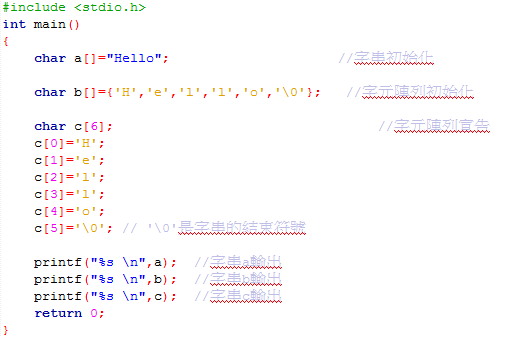 #include <stdio.h>
int main()
{
char a[]="Hello"; //字串初始化
char b[]={'H','e','l','l','o','\0'}; //字元陣列初始化
char c[6]; //字元陣列宣告
c[0]='H';
c[1]='e';
c[2]='l';
c[3]='l';
c[4]='o';
c[5]='\0'; // '\0'是字串的結束符號
printf("%s \n",a); //字串a輸出
printf("%s \n",b); //字串b輸出
printf("%s \n",c); //字串c輸出
return 0;
}